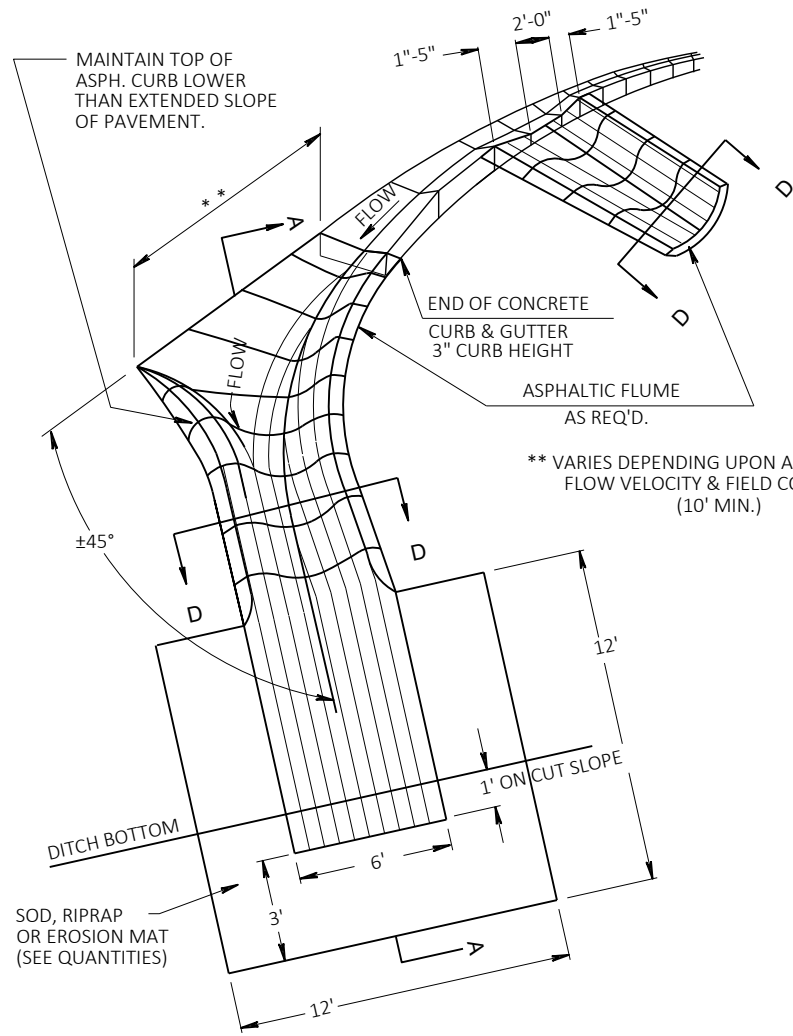 1"-5"
2'-0"
1"-5"
MAINTAIN TOP OF
ASPH. CURB LOWER
THAN EXTENDED SLOPE
OF PAVEMENT.
* *
A
FLOW
D
D
END OF CONCRETE
CURB & GUTTER
3" CURB HEIGHT
FLOW
ASPHALTIC FLUME
AS REQ'D.
** VARIES DEPENDING UPON A
FLOW VELOCITY & FIELD CO
(10' MIN.)
±45°
D
D
12'
1' ON CUT SLOPE
DITCH BOTTOM
6'
3'
SOD, RIPRAP
OR EROSION MAT
(SEE QUANTITIES)
A
12'